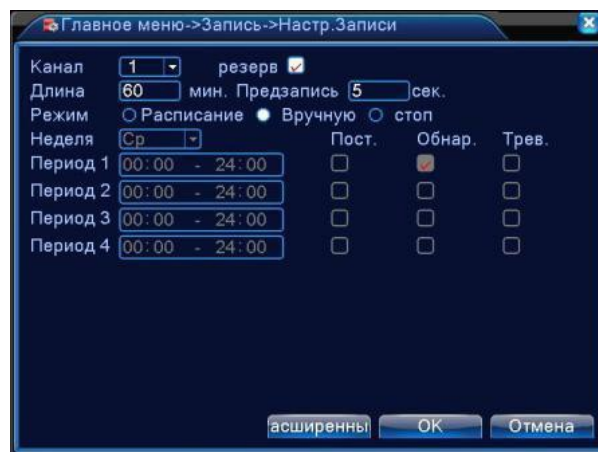 Главное меню->Запись->Настр.Записи
Канал 1 резерв
Длина 60 мин. Предзапись 5 сек.
Режим Расписание Вручную стоп
Неделя Ср Пост. Обнар. Трев.
Период 1 00:00 - 24:00
Период 2 00:00 - 24:00
Период 3 00:00 - 24:00
Период 4 00:00 - 24:00
асширенны OK Отмена